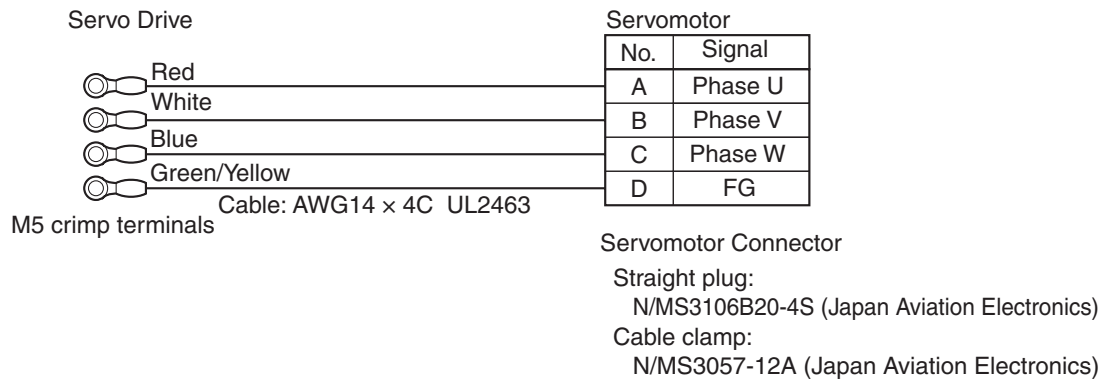 Servo Drive
Servomotor
No. Signal
Red
A Phase U
White
B Phase V
Blue
C Phase W
Green/Yellow
D FG
Cable: AWG14 × 4C UL2463
M5 crimp terminals
Servomotor Connector
Straight plug:
N/MS3106B20-4S (Japan Aviation Electronics)
Cable clamp:
N/MS3057-12A (Japan Aviation Electronics)